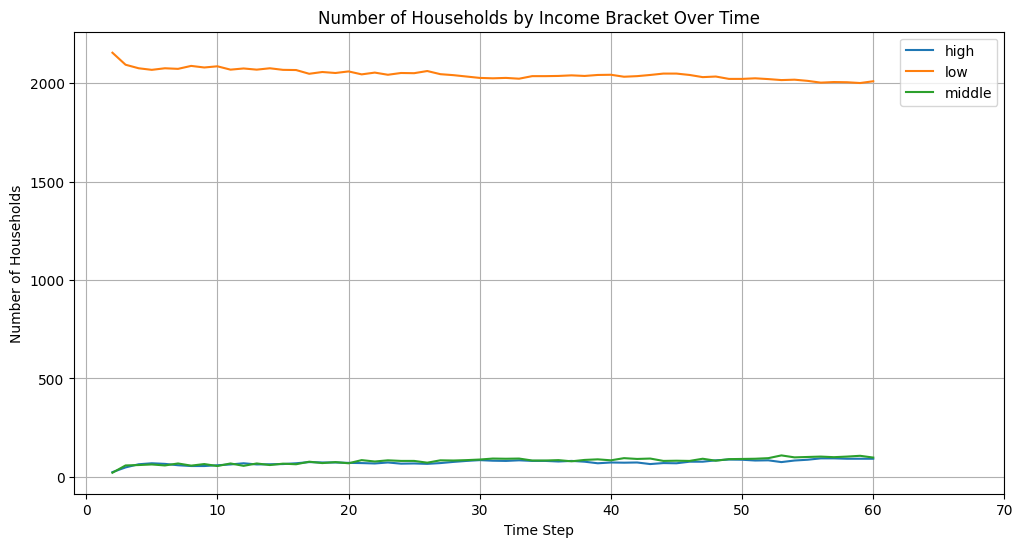 Number of Households by Income Bracket Over Time
high
low
middle
Number of Households
2000
1500
1000
500
0
0
10
20
30
40
50
60
70
Time Step